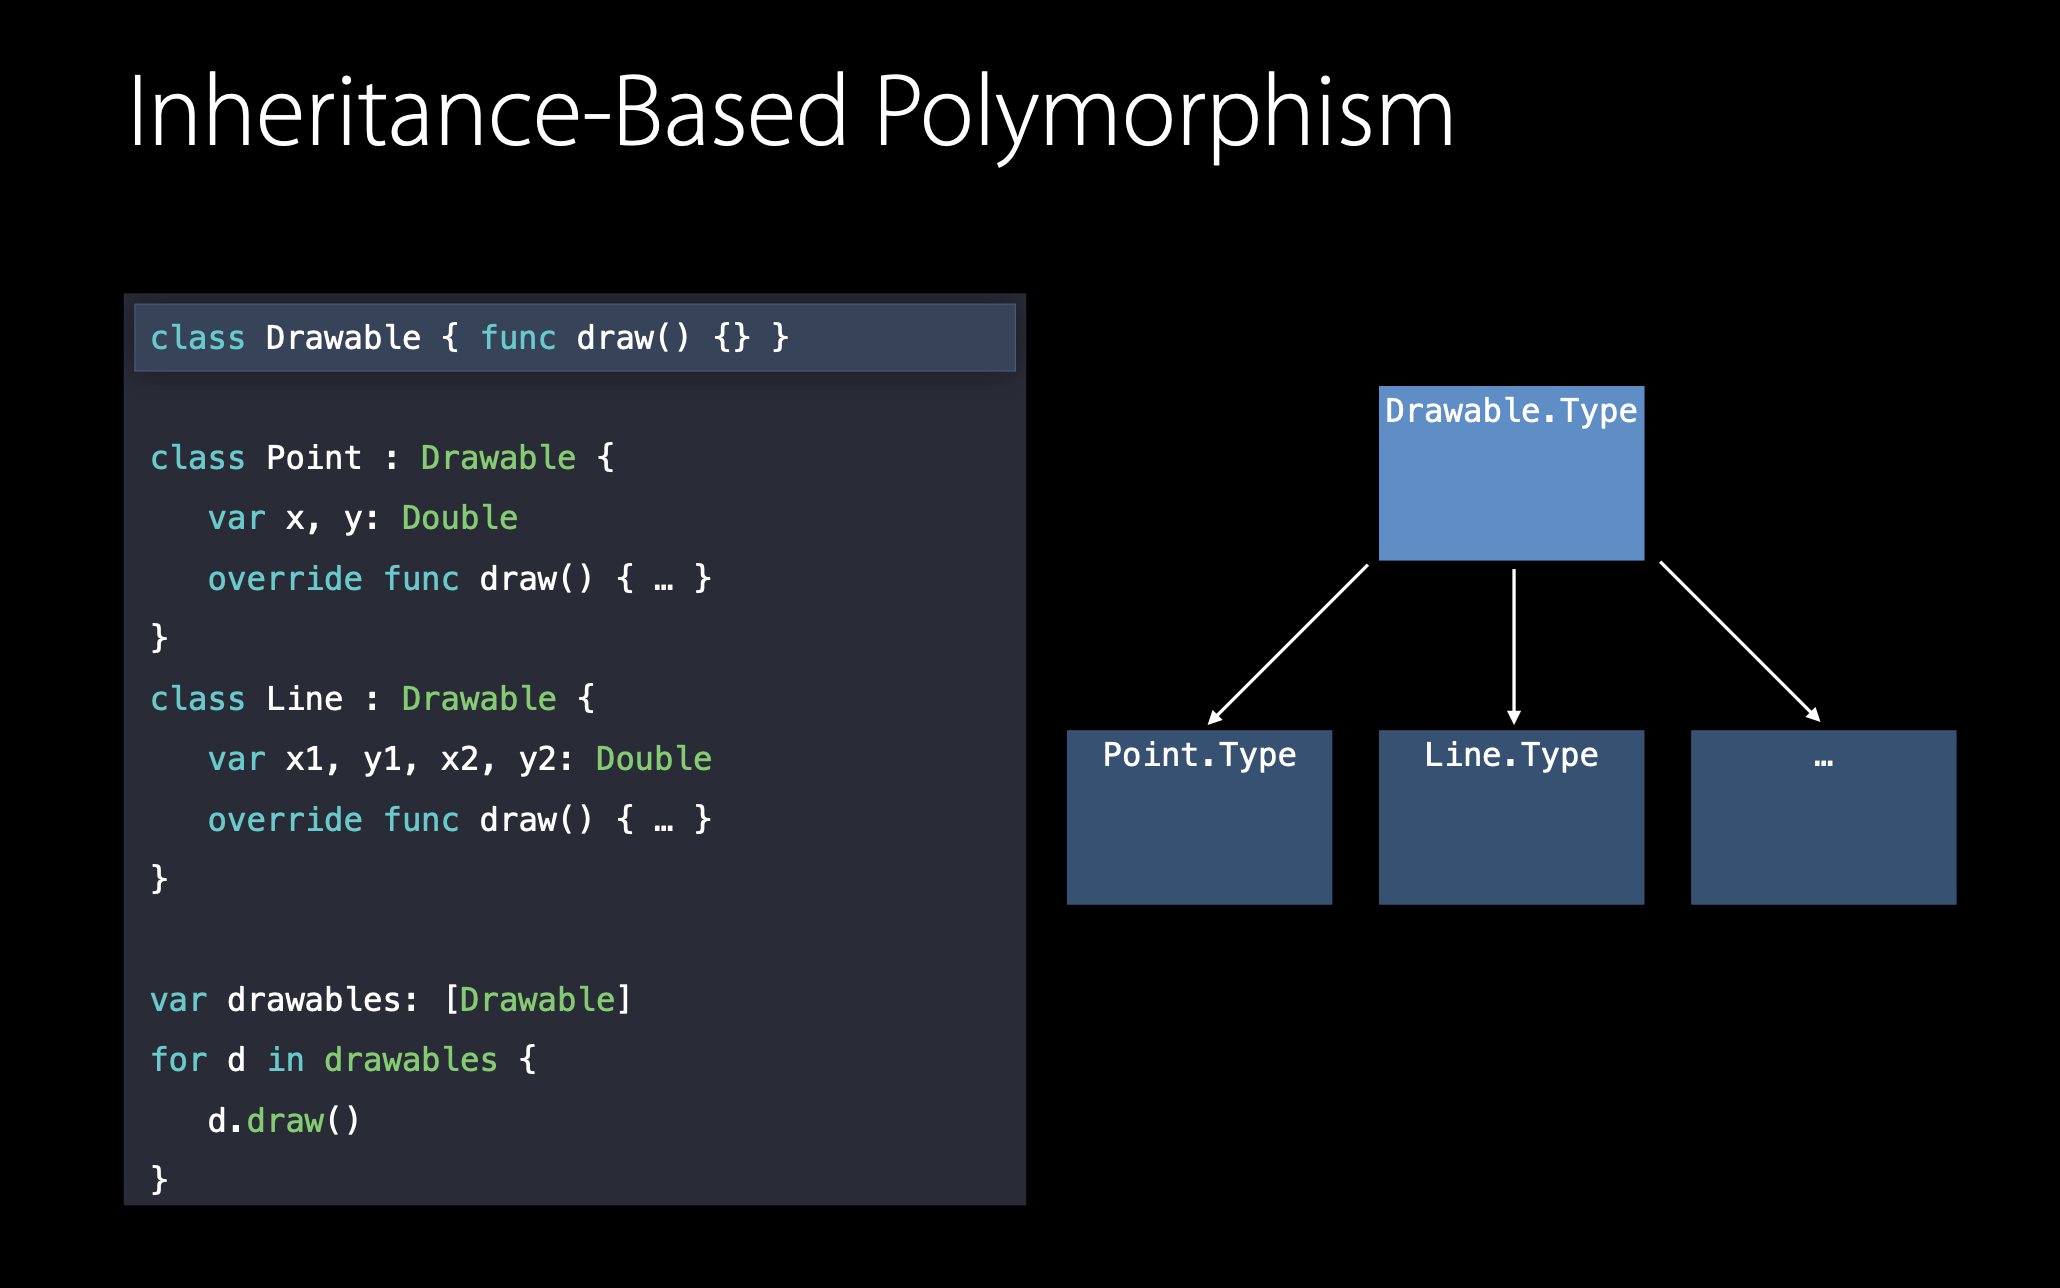 Inheritance-Based Polymorphism
class Drawable { func draw() {} }
class Point : Drawable {
   var x, y: Double
   override func draw() { … }
}
class Line : Drawable {
   var x1, y1, x2, y2: Double
   override func draw() { … }
}
var drawables: [Drawable]
for d in drawables {
   d.draw()
}
Drawable.Type
Point.Type
Line.Type
…